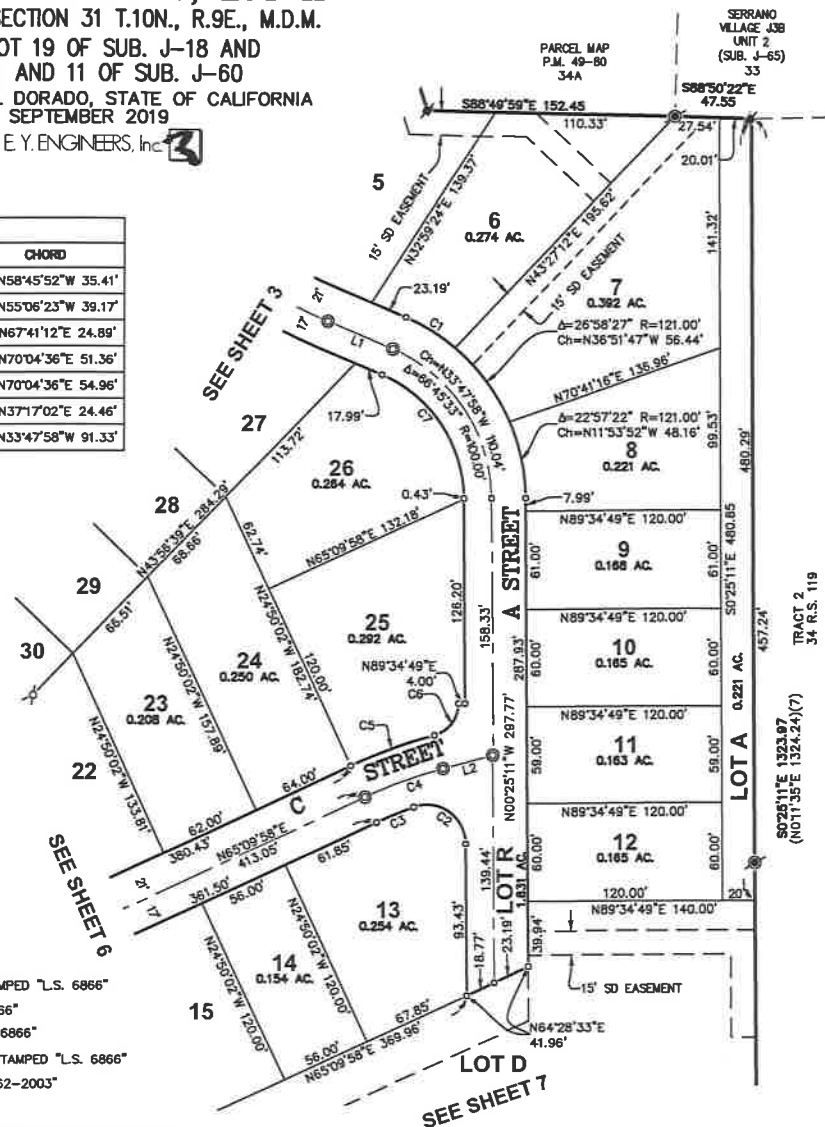 SECTION 31 T.10N., R.9E., M.D.M.
OT 19 OF SUB. J-18 AND
AND 11 OF SUB. J-60
DORADO, STATE OF CALIFORNIA
SEPTEMBER 2019
E.Y. ENGINEERS, Inc.
PARCEL MAP
P.M. 49-80
34A
SERRANO
VILLAGE J3B
UNIT 2
(SUB. J-65)
33
S88°50'22"E
47.55
S88°49'59"E 152.45
110.33'
27.54'
20.01'
CHORD
N58°45'52"W 35.41'
N55°06'23"W 39.17'
N67°41'12"E 24.89'
N70°04'36"E 51.36'
N70°04'36"E 54.96'
N37°17'02"E 24.46'
N33°47'58"W 91.33'
5
15' SD EASEMENT
N32°59'24"E 139.37'
6
0.274 AC.
N43°27'12"E 195.62'
15' SD EASEMENT
7
0.392 AC.
141.32'
23.19'
C1
Δ=26°58'27" R=121.00'
Ch=N36°51'47"W 56.44'
N70°41'16"E 136.96'
Δ=22°57'22" R=121.00'
Ch=N11°53'52"W 48.16'
8
0.221 AC.
99.53'
480.29'
SEE SHEET 3
21'
17'
L1
Ch=N33°47'58"W 110.04'
Δ=66°45'33" R=100.00'
17.99'
C7
27
113.72'
26
0.264 AC.
0.43'
7.99'
28
N43°58'39"E 284.29'
68.66'
62.74'
N65°09'58"E 132.18'
N89°34'49"E 120.00'
A STREET
61.00'
9
0.168 AC.
61.00'
S0°25'11"E 480.85
29
66.51'
30
25
0.292 AC.
126.20'
158.33'
N89°34'49"E 120.00'
287.93'
60.00'
10
0.165 AC.
60.00'
457.24'
TRACT 2
34 R.S. 119
24
0.250 AC.
N24°50'02"W 182.74'
120.00'
N89°34'49"E
4.00'
C6
23
0.208 AC.
N24°50'02"W 157.89'
N24°50'02"W 133.81'
22
N89°34'49"E 120.00'
N00°25'11"W 297.77'
59.00'
11
0.163 AC.
59.00'
LOT A 0.221 AC.
S0°25'11"E 1323.97
(N0°11'35"E 1324.24)(7)
C5
64.00'
C STREET
L2
C4
62.00'
380.43'
N65°09'58"E
413.05'
C3
C2
N89°34'49"E 120.00'
60.00'
12
0.165 AC.
60.00'
SEE SHEET 6
21'
17'
361.50'
56.00'
61.85'
139.44'
LOT R
1.831 AC.
120.00'
20'
N89°34'49"E 140.00'
13
0.254 AC.
93.43'
18.77'
23.19'
39.94'
14
0.154 AC.
N24°50'02"W 120.00'
N24°50'02"W 120.00'
15
15' SD EASEMENT
67.85'
56.00'
N65°09'58"E 369.96'
N64°28'33"E
41.96'
LOT D
SEE SHEET 7
MPED "L.S. 6866"
66"
6866"
TAMPED "L.S. 6866"
62-2003"